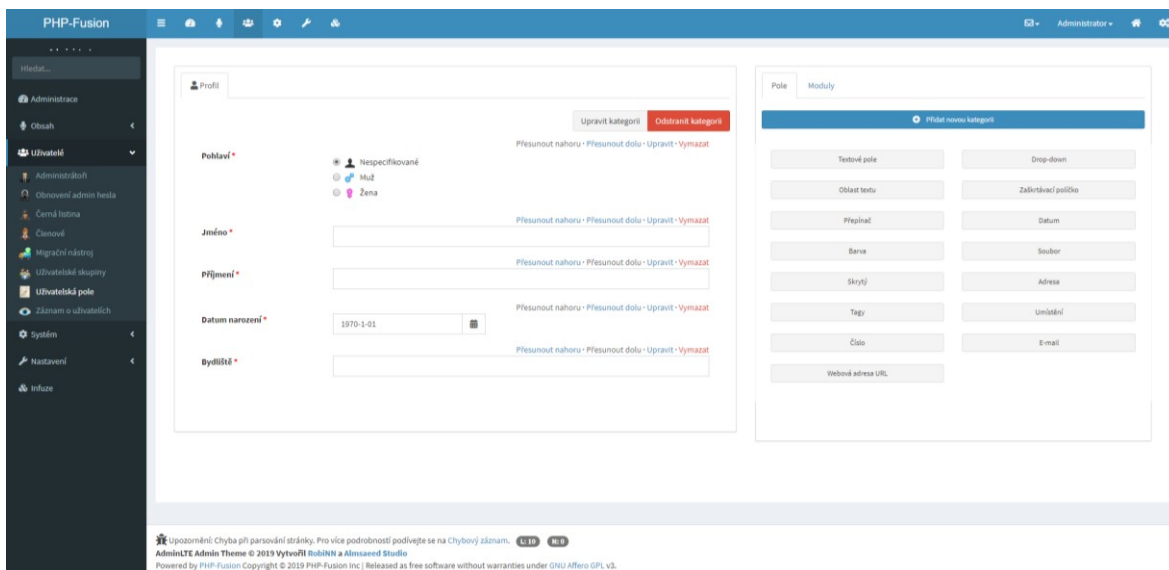 PHP-Fusion
Administrator
Hledat...
Administrace
Obsah
Uživatelé
Administrátoři
Obnovení admin hesla
Černá listina
Členové
Migrační nástroj
Uživatelské skupiny
Uživatelská pole
Záznam o uživatelích
Systém
Nastavení
Infuze
Profil
Upravit kategorii Odstranit kategorii
Přesunout nahoru · Přesunout dolu · Upravit · Vymazat
Pohlaví *
Nespecifikované
Muž
Žena
Přesunout nahoru · Přesunout dolu · Upravit · Vymazat
Jméno *
Přesunout nahoru · Přesunout dolu · Upravit · Vymazat
Příjmení *
Přesunout nahoru · Přesunout dolu · Upravit · Vymazat
Datum narození *
1970-1-01
Přesunout nahoru · Přesunout dolu · Upravit · Vymazat
Bydliště *
Pole Moduly
Přidat novou kategorii
Textové pole Drop-down
Oblast textu Zaškrtávací políčko
Přepínač Datum
Barva Soubor
Skrytý Adresa
Tagy Umístění
Číslo E-mail
Webová adresa URL
Upozornění: Chyba při parsování stránky. Pro více podrobností podívejte se na Chybový záznam. L: 19 N: 0
AdminLTE Admin Theme © 2019 Vytvořil RobiNN a Almsaeed Studio
Powered by PHP-Fusion Copyright © 2019 PHP-Fusion Inc | Released as free software without warranties under GNU Affero GPL v3.